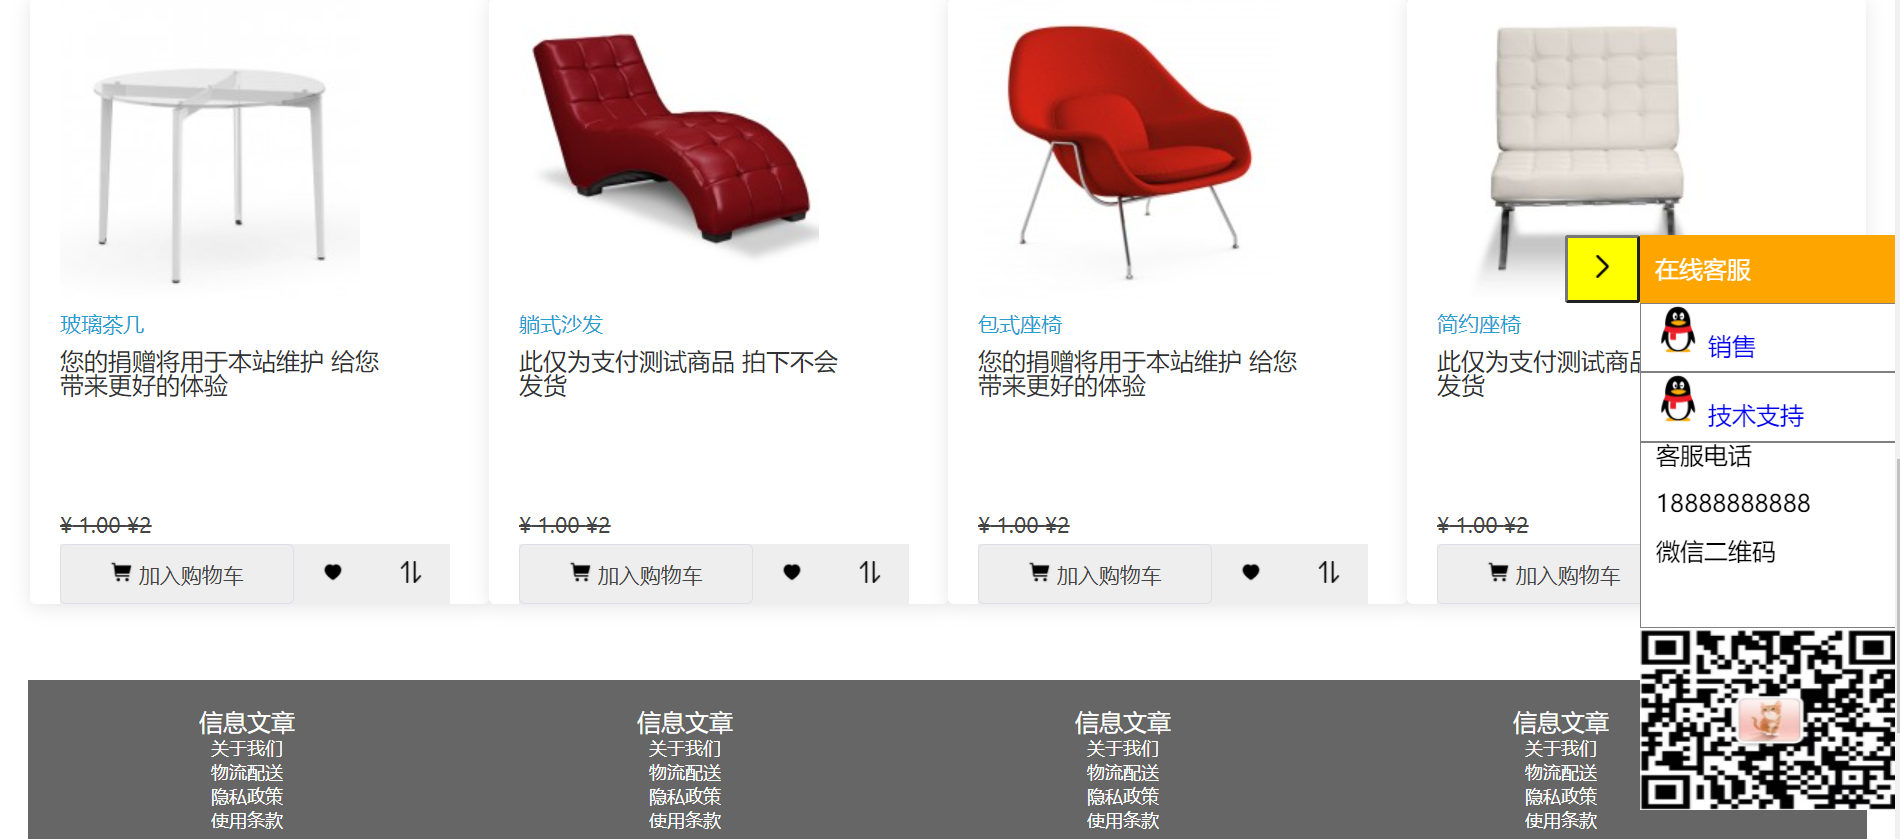 玻璃茶几
您的捐赠将用于本站维护 给您
带来更好的体验
¥ 1.00 ¥2
加入购物车
躺式沙发
此仅为支付测试商品 拍下不会
发货
¥ 1.00 ¥2
加入购物车
包式座椅
您的捐赠将用于本站维护 给您
带来更好的体验
¥ 1.00 ¥2
加入购物车
简约座椅
此仅为支付测试商品
发货
¥ 1.00 ¥2
加入购物车
在线客服
销售
技术支持
客服电话
18888888888
微信二维码
信息文章
关于我们
物流配送
隐私政策
使用条款
信息文章
关于我们
物流配送
隐私政策
使用条款
信息文章
关于我们
物流配送
隐私政策
使用条款
信息文章
关于我们
物流配送
隐私政策
使用条款